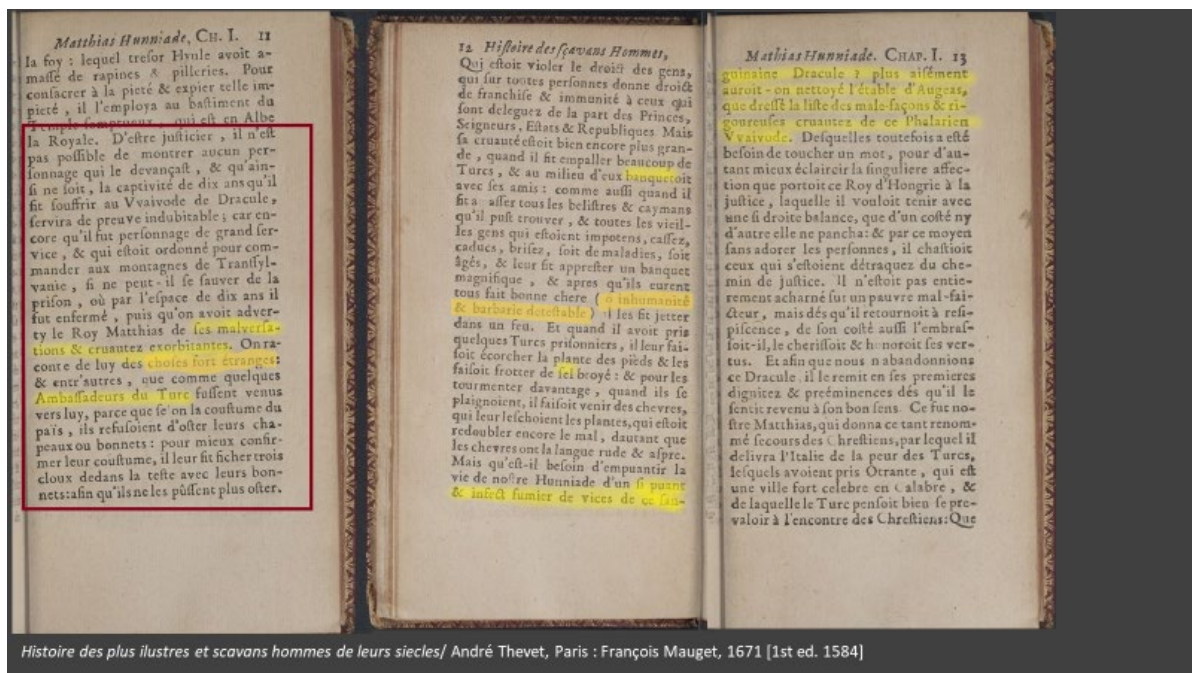 Matthias Hunniade, CH. I. 11
la foy : lequel tresor Hvnle avoit a-
massé de rapines & pilleries. Pour
consacrer à la pieté & expier telle im-
pieté , il l'employa au bastiment du
Temple somptueux , qui est en Albe
la Royale. D'estre justicier , il n'est
pas possible de montrer aucun per-
sonnage qui le devançast , & qu'ain-
si ne soit , la captivité de dix ans qu'il
fit souffrir au Vvaivode de Dracule,
servira de preuve indubitable ; car en-
core qu'il fut personnage de grand ser-
vice , & qui estoit ordonné pour com-
mander aux montagnes de Transsyl-
vanie , si ne peut-il se sauver de la
prison , où par l'espace de dix ans il
fut enfermé , puis qu'on avoit adver-
ty le Roy Matthias de ses malversa-
tions & cruautez exorbitantes. On ra-
conte de luy des choses fort étranges:
& entr'autres , que comme quelques
Ambassadeurs du Turc fussent venus
vers luy, parce que se'on la coustume du
païs , ils refusoient d'oster leurs cha-
peaux ou bonnets : pour mieux confir-
mer leur coustume, il leur fit ficher trois
cloux dedans la teste avec leurs bon-
nets: afin qu'ils ne les pûssent plus oster.
12 Histoire des sçavans Hommes,
Qui estoit violer le droict des gens,
qui sur toutes personnes donne droict
de franchise & immunité à ceux qui
sont deleguez de la part des Princes,
Seigneurs, Estats & Republiques Mais
sa cruauté estoit bien encore plus gran-
de , quand il fit empaller beaucoup de
Turcs , & au milieu d'eux banquetoit
avec ses amis : comme aussi quand il
fit a asser tous les belistres & caymans
qu'il pust trouver , & toutes les vieil-
les gens qui estoient impotens, cassez,
caducs, brisez, soit de maladies, soit
âgés , & leur fit apprester un banquet
magnifique , & apres qu'ils eurent
tous fait bonne chere ( ô inhumanité
& barbarie detestable ) il les fit jetter
dans un feu. Et quand il avoit pris
quelques Turcs prisonniers , il leur fai-
soit écorcher la plante des pieds & les
faisoit frotter de sel broyé : & pour les
tourmenter davantage , quand ils se
plaignoient, il faisoit venir des chevres,
qui leur leschoient les plantes, qui estoit
redoubler encore le mal, dautant que
les chevres ont la langue rude & aspre.
Mais qu'est-il besoin d'empuantir la
vie de nostre Hunniade d'un si puant
& infect fumier de vices de ce san-
Mathias Hunniade. CHAP. I. 13
guinaine Dracule ? plus aisément
auroit-on nettoyé l'étable d'Augeas,
que dressé la liste des male-façons & ri-
goureuses cruautez de ce Phalarien
Vvaivode. Desquelles toutefois a esté
besoin de toucher un mot, pour d'au-
tant mieux éclaircir la singuliere affec-
tion que portoit ce Roy d'Hongrie à la
justice, laquelle il vouloit tenir avec
une si droite balance, que d'un costé ny
d'autre elle ne pancha: & par ce moyen
sans adorer les personnes, il chastioit
ceux qui s'estoient détraquez du che-
min de justice. Il n'estoit pas entie-
rement acharné sur un pauvre mal-fai-
cteur, mais dés qu'il retournoit à resi-
piscence, de son costé aussi l'embras-
soit-il, le cherissoit & honoroit ses ver-
tus. Et afin que nous n abandonnions
ce Dracule, il le remit en ses premieres
dignitez & prééminences dés qu'il le
sentit revenu à son bon sens. Ce fut no-
stre Matthias, qui donna ce tant renom-
mé secours des Chrestiens, par lequel il
delivra l'Italie de la peur des Turcs,
lesquels avoient pris Otrante, qui est
une ville fort celebre en Calabre, &
de laquelle le Turc pensoit bien se pre-
valoir à l'encontre des Chrestiens: Que
Histoire des plus ilustres et scavans hommes de leurs siecles/ André Thevet, Paris : François Mauget, 1671 [1st ed. 1584]